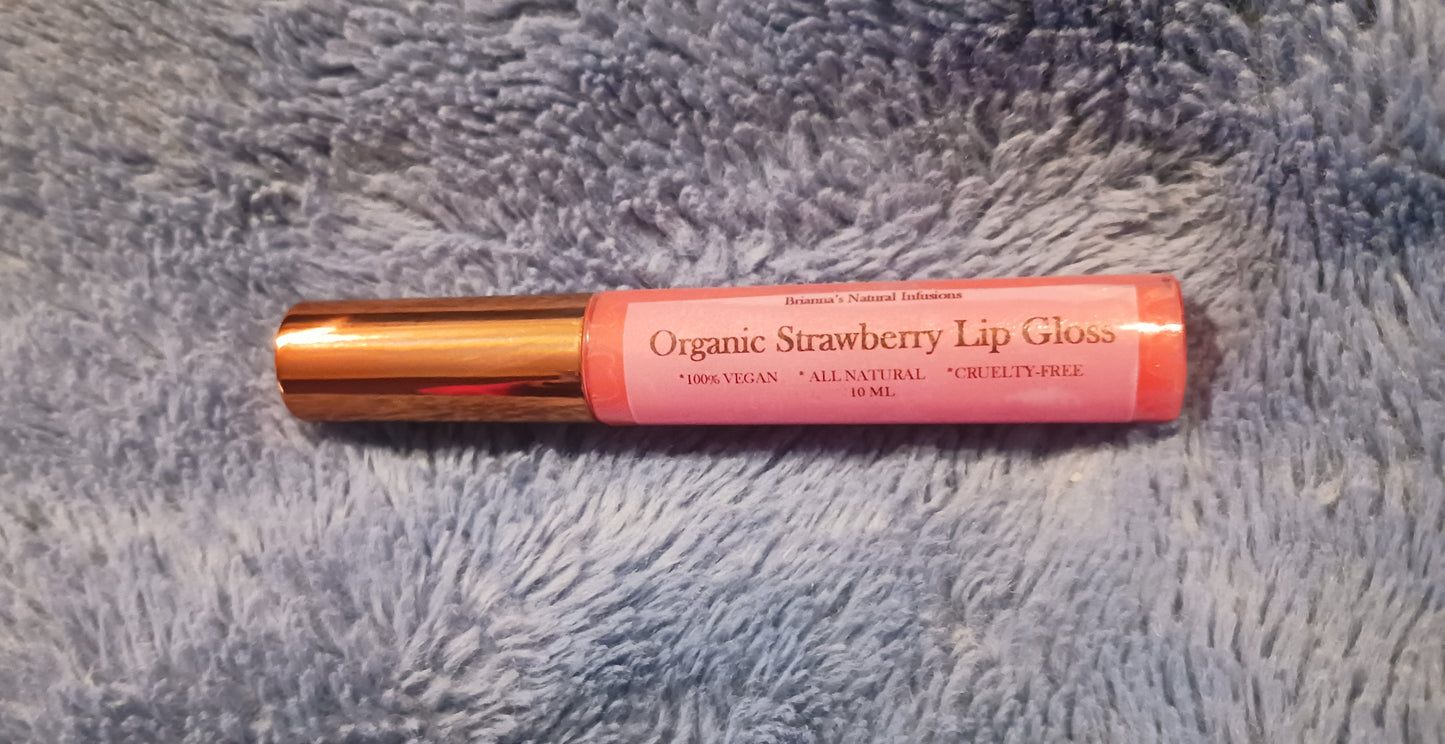 Brianna's Natural Infusions
Organic Strawberry Lip Gloss
*100% VEGAN * ALL NATURAL *CRUELTY-FREE
10 ML